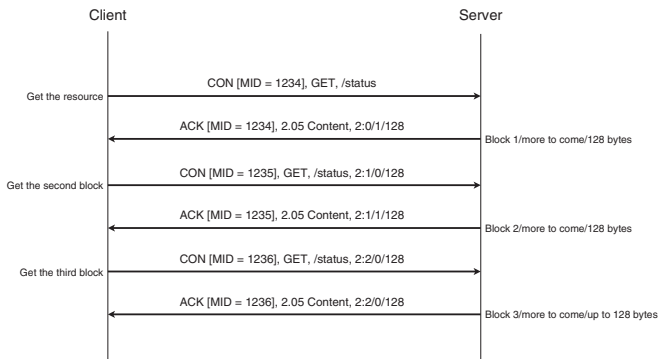 Client
Server
CON [MID = 1234], GET, /status
Get the resource
ACK [MID = 1234], 2.05 Content, 2:0/1/128
Block 1/more to come/128 bytes
CON [MID = 1235], GET, /status, 2:1/0/128
Get the second block
ACK [MID = 1235], 2.05 Content, 2:1/1/128
Block 2/more to come/128 bytes
CON [MID = 1236], GET, /status, 2:2/0/128
Get the third block
ACK [MID = 1236], 2.05 Content, 2:2/0/128
Block 3/more to come/up to 128 bytes